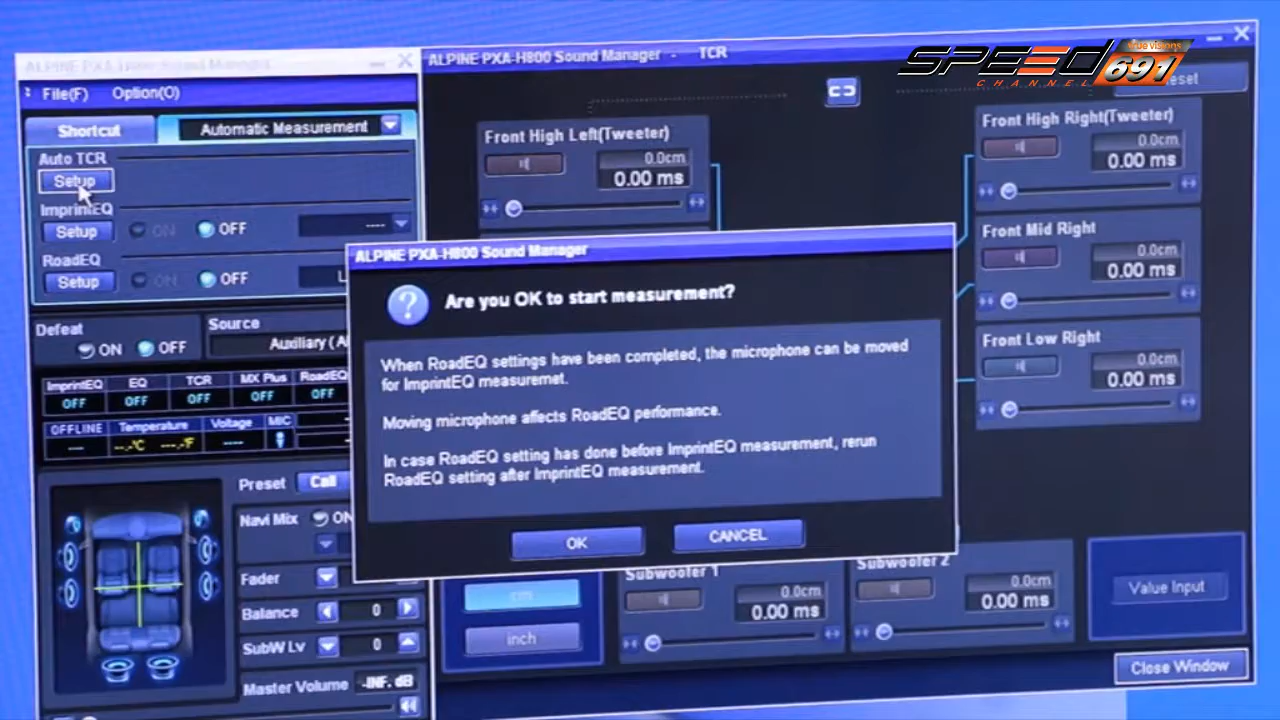 ALPINE PXA-H800 Sound Manager - TCR
SPEED
CHANNEL
true visions
691
File(F) Option(O)
Shortcut
Automatic Measurement
Auto TCR
Setup
ImprintEQ
Setup
ON
OFF
----
RoadEQ
Setup
ON
OFF
L
Defeat
ON
OFF
Source
Auxiliary ( A
ImprintEQ EQ TCR MX Plus RoadEQ
OFF OFF OFF OFF OFF
OFFLINE Temperature Voltage MIC
--- --.-°C ---.-°F ----
Preset Call
Navi Mix ON
Fader
Balance 0
SubW Lv 0
Master Volume -INF. dB
Front High Left(Tweeter)
0.0cm
0.00 ms
Front High Right(Tweeter)
0.0cm
0.00 ms
Front Mid Right
0.0cm
0.00 ms
Front Low Right
0.0cm
0.00 ms
ALPINE PXA-H800 Sound Manager
Are you OK to start measurement?
When RoadEQ settings have been completed, the microphone can be moved
for ImprintEQ measuremet.
Moving microphone affects RoadEQ performance.
In case RoadEQ setting has done before ImprintEQ measurement, rerun
RoadEQ setting after ImprintEQ measurement.
OK
CANCEL
cm
inch
Subwoofer 1
0.0cm
0.00 ms
Subwoofer 2
0.0cm
0.00 ms
Value Input
Close Window